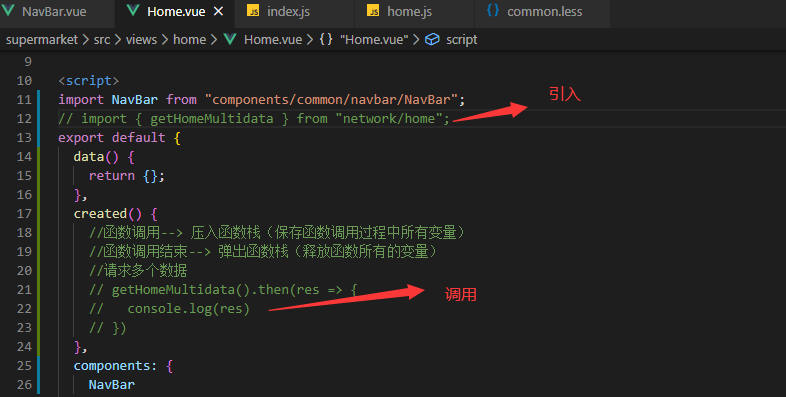 NavBar.vue Home.vue × index.js home.js common.less
supermarket > src > views > home > Home.vue > {} "Home.vue" > script
9
10 <script>
11 import NavBar from "components/common/navbar/NavBar";
12 // import { getHomeMultidata } from "network/home";
引入
13 export default {
14 data() {
15 return {};
16 },
17 created() {
18 //函数调用--> 压入函数栈（保存函数调用过程中所有变量）
19 //函数调用结束--> 弹出函数栈（释放函数所有的变量）
20 //请求多个数据
21 // getHomeMultidata().then(res => {
调用
22 // console.log(res)
23 // })
24 },
25 components: {
26 NavBar